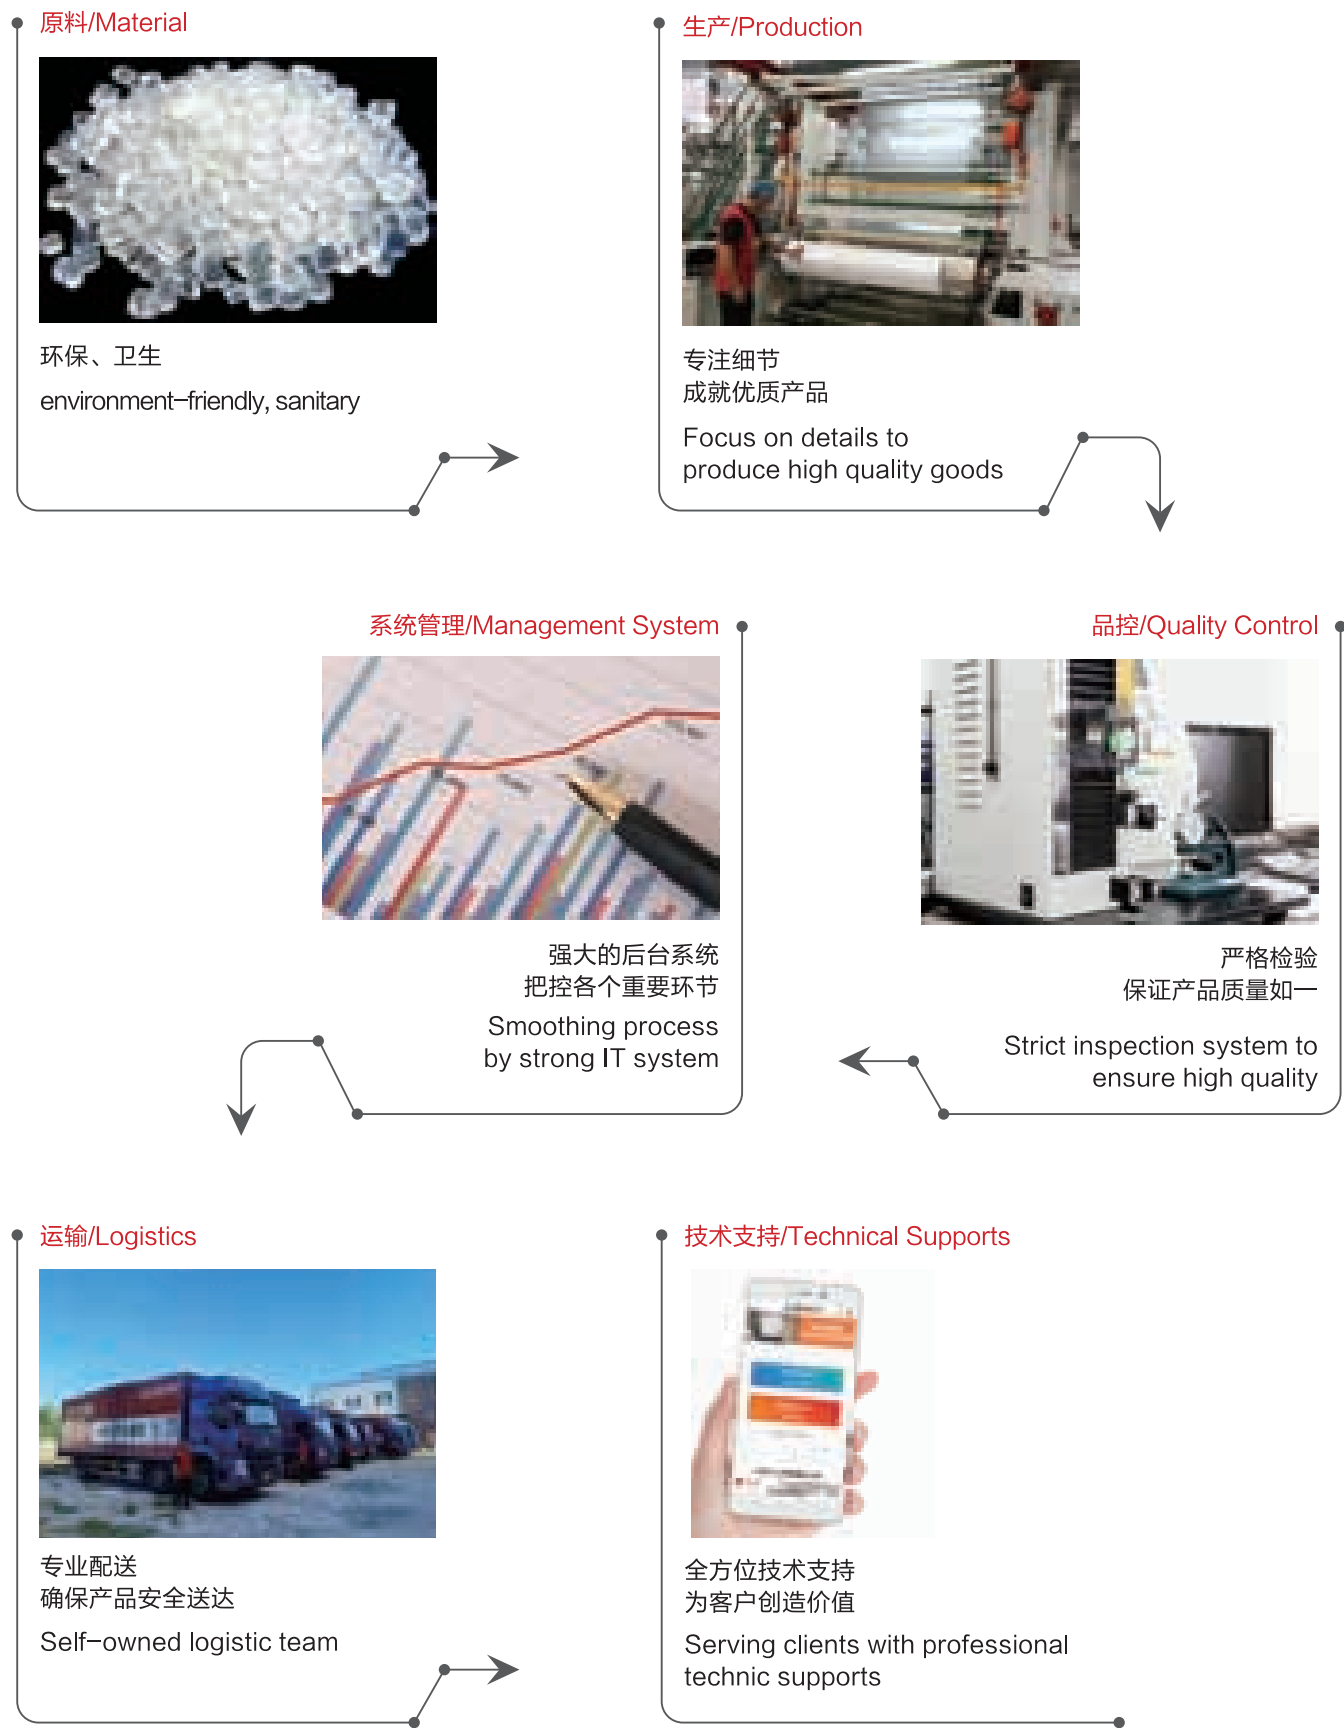 原料/Material
环保、卫生
environment-friendly, sanitary
生产/Production
专注细节
成就优质产品
Focus on details to
produce high quality goods
品控/Quality Control
严格检验
保证产品质量如一
Strict inspection system to
ensure high quality
系统管理/Management System
强大的后台系统
把控各个重要环节
Smoothing process
by strong IT system
运输/Logistics
专业配送
确保产品安全送达
Self-owned logistic team
技术支持/Technical Supports
全方位技术支持
为客户创造价值
Serving clients with professional
technic supports